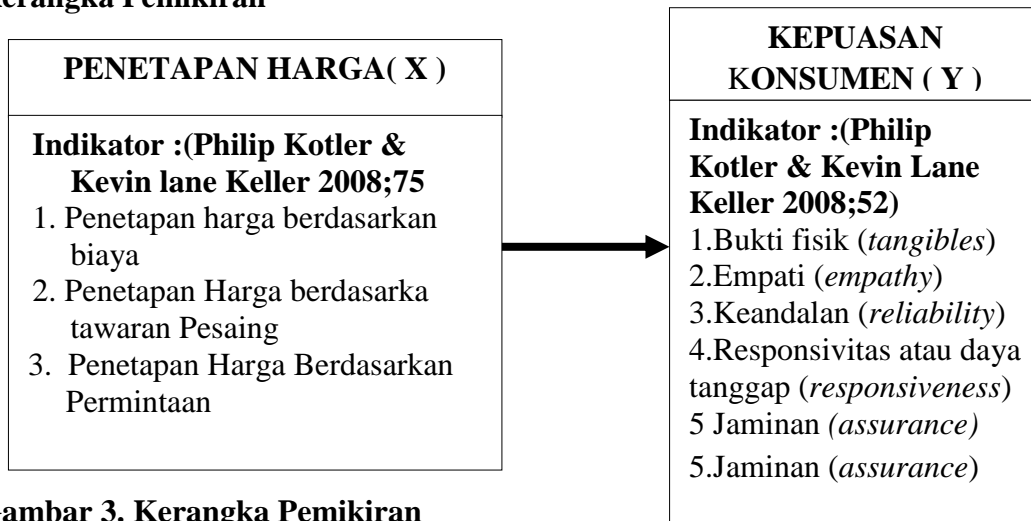 Kerangka Pemikiran
PENETAPAN HARGA( X )
Indikator :(Philip Kotler &
Kevin lane Keller 2008;75
1. Penetapan harga berdasarkan
biaya
2. Penetapan Harga berdasarka
tawaran Pesaing
3. Penetapan Harga Berdasarkan
Permintaan
KEPUASAN
KONSUMEN ( Y )
Indikator :(Philip
Kotler & Kevin Lane
Keller 2008;52)
1.Bukti fisik (tangibles)
2.Empati (empathy)
3.Keandalan (reliability)
4.Responsivitas atau daya
tanggap (responsiveness)
5 Jaminan (assurance)
5.Jaminan (assurance)
Gambar 3. Kerangka Pemikiran